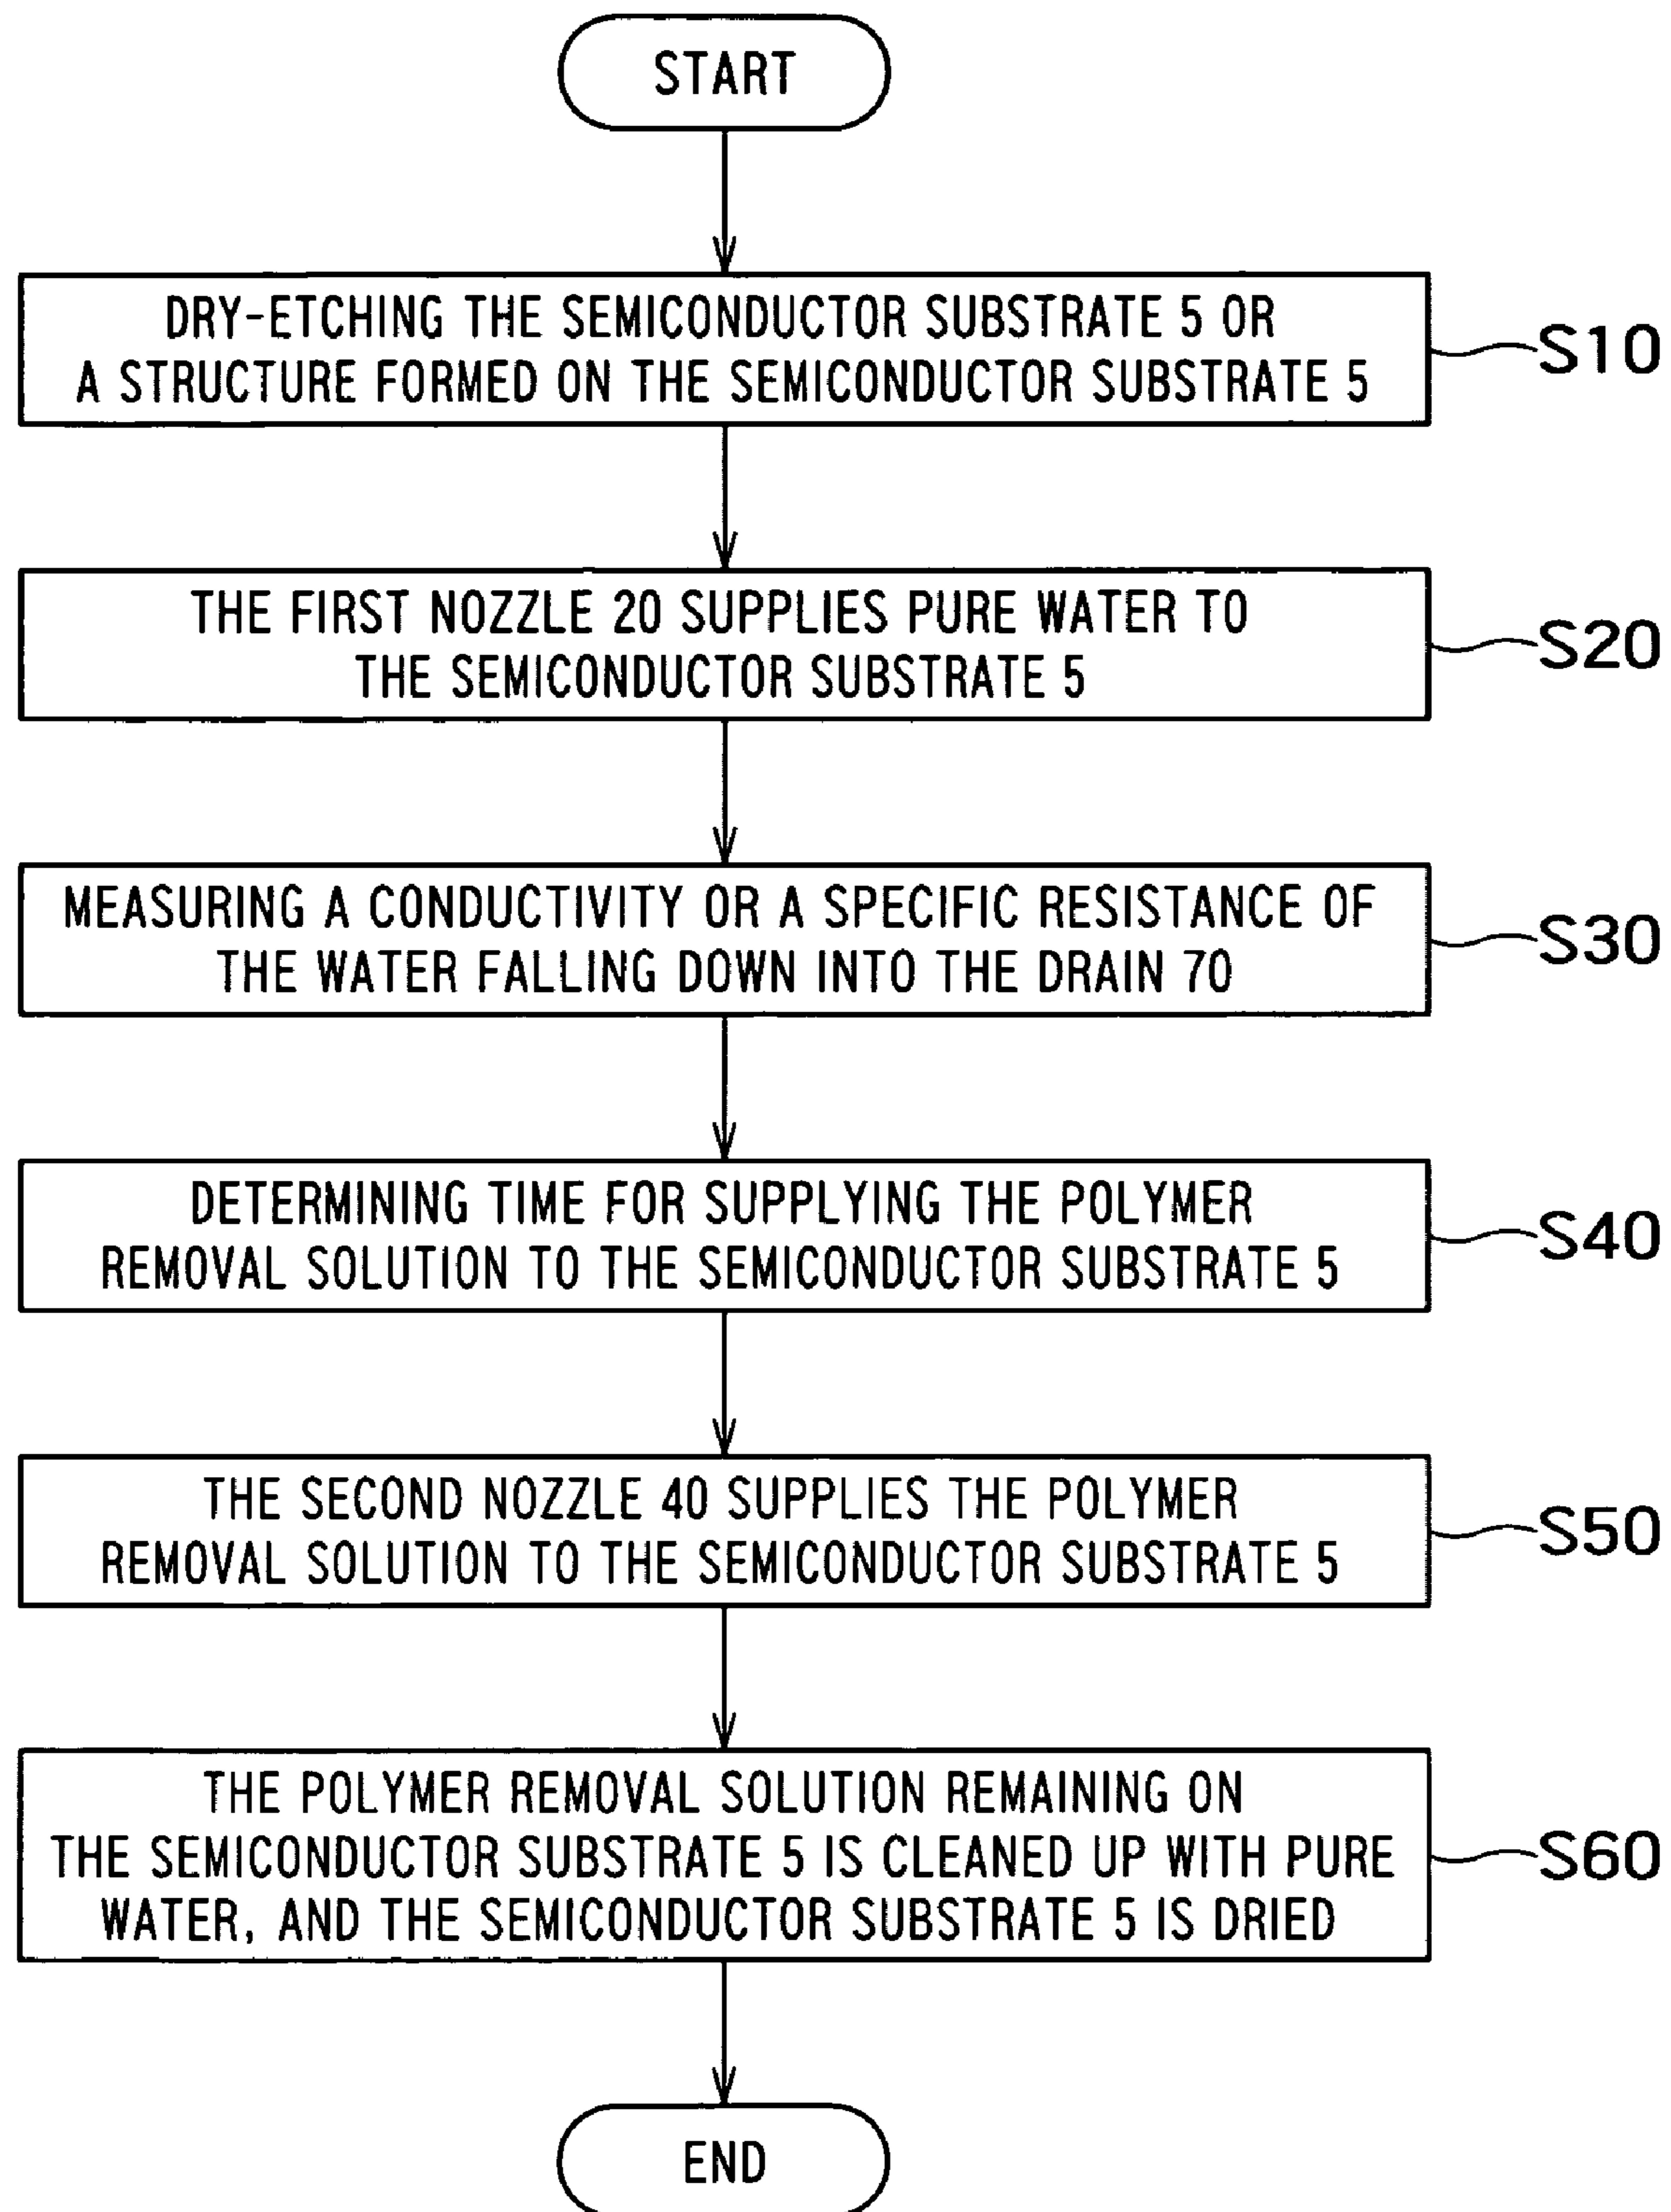 START
DRY-ETCHING THE SEMICONDUCTOR SUBSTRATE 5 OR
A STRUCTURE FORMED ON THE SEMICONDUCTOR SUBSTRATE 5
S10
THE FIRST NOZZLE 20 SUPPLIES PURE WATER TO
THE SEMICONDUCTOR SUBSTRATE 5
S20
MEASURING A CONDUCTIVITY OR A SPECIFIC RESISTANCE OF
THE WATER FALLING DOWN INTO THE DRAIN 70
S30
DETERMINING TIME FOR SUPPLYING THE POLYMER
REMOVAL SOLUTION TO THE SEMICONDUCTOR SUBSTRATE 5
S40
THE SECOND NOZZLE 40 SUPPLIES THE POLYMER
REMOVAL SOLUTION TO THE SEMICONDUCTOR SUBSTRATE 5
S50
THE POLYMER REMOVAL SOLUTION REMAINING ON
THE SEMICONDUCTOR SUBSTRATE 5 IS CLEANED UP WITH PURE
WATER, AND THE SEMICONDUCTOR SUBSTRATE 5 IS DRIED
S60
END